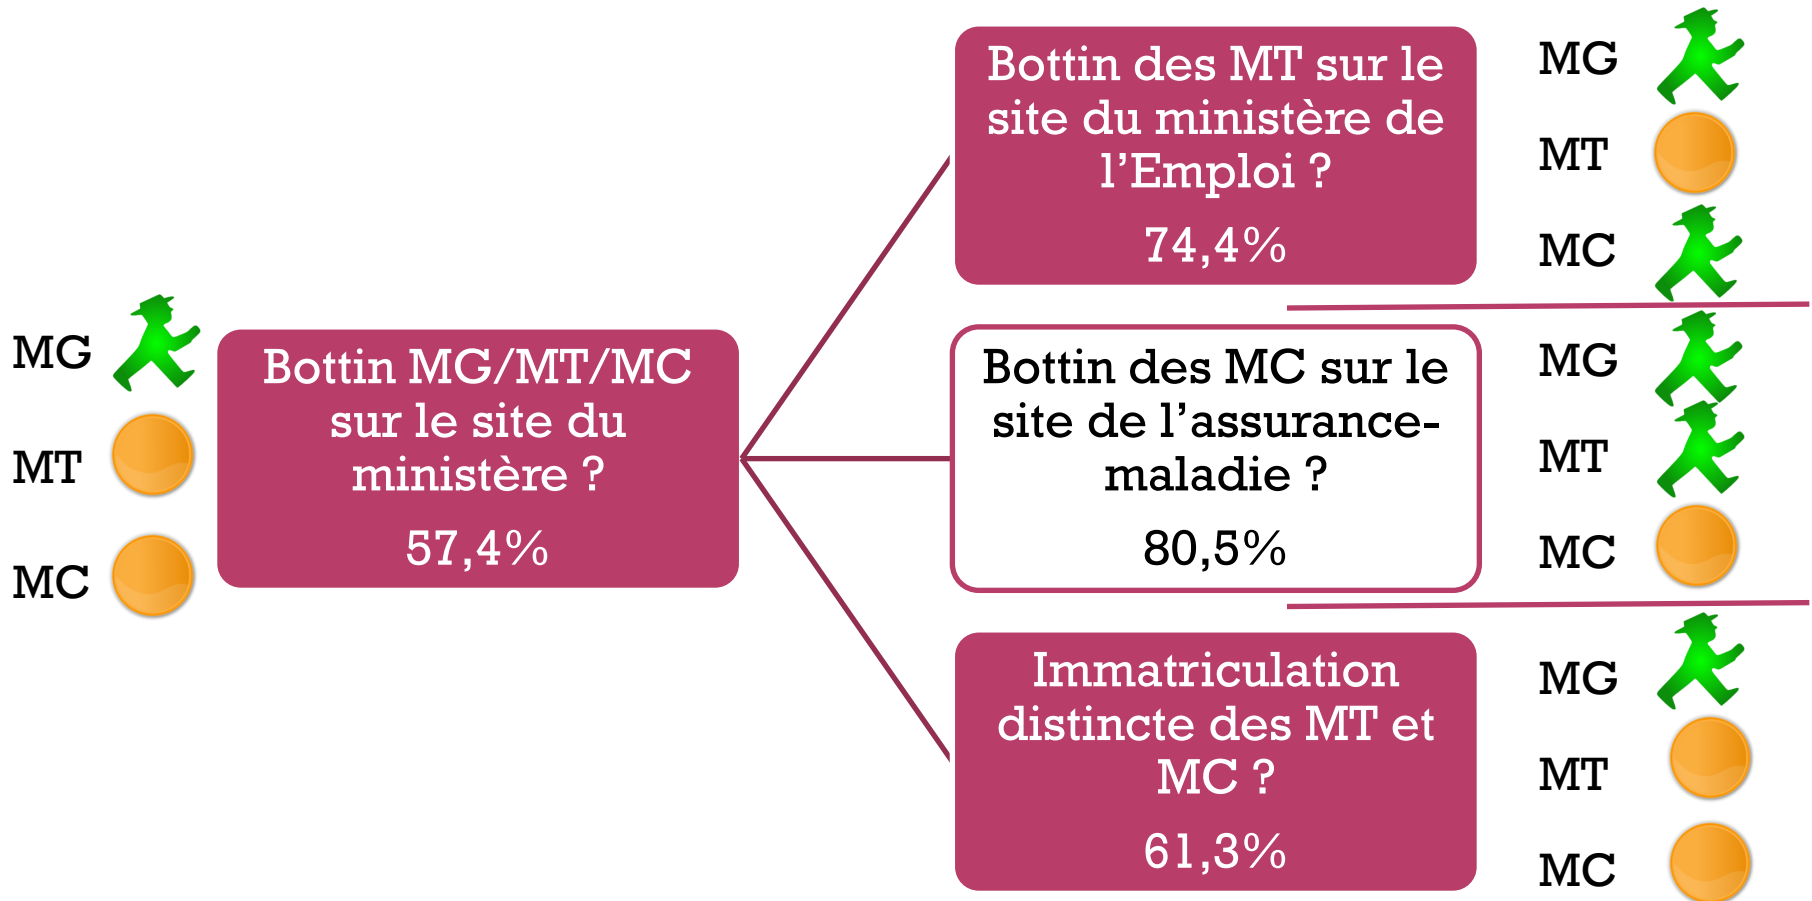 MG
MT
MC
Bottin MG/MT/MC
sur le site du
ministère ?
57,4%
Bottin des MT sur le
site du ministère de
l’Emploi ?
74,4%
MG
MT
MC
Bottin des MC sur le
site de l’assurance-
maladie ?
80,5%
MG
MT
MC
Immatriculation
distincte des MT et
MC ?
61,3%
MG
MT
MC